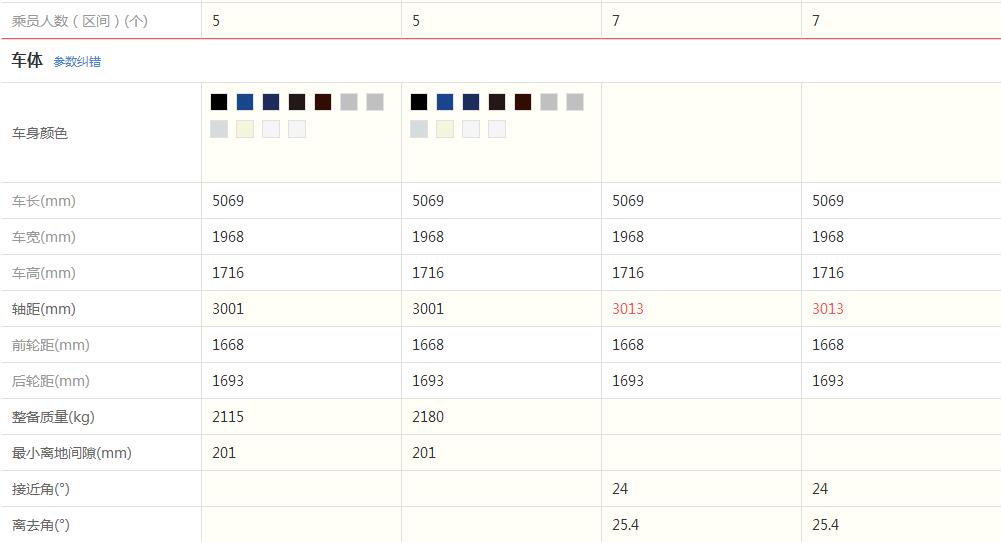 乘员人数（区间）(个) 5 5 7 7
车体 参数纠错
车身颜色
车长(mm) 5069 5069 5069 5069
车宽(mm) 1968 1968 1968 1968
车高(mm) 1716 1716 1716 1716
轴距(mm) 3001 3001 3013 3013
前轮距(mm) 1668 1668 1668 1668
后轮距(mm) 1693 1693 1693 1693
整备质量(kg) 2115 2180
最小离地间隙(mm) 201 201
接近角(°) 24 24
离去角(°) 25.4 25.4